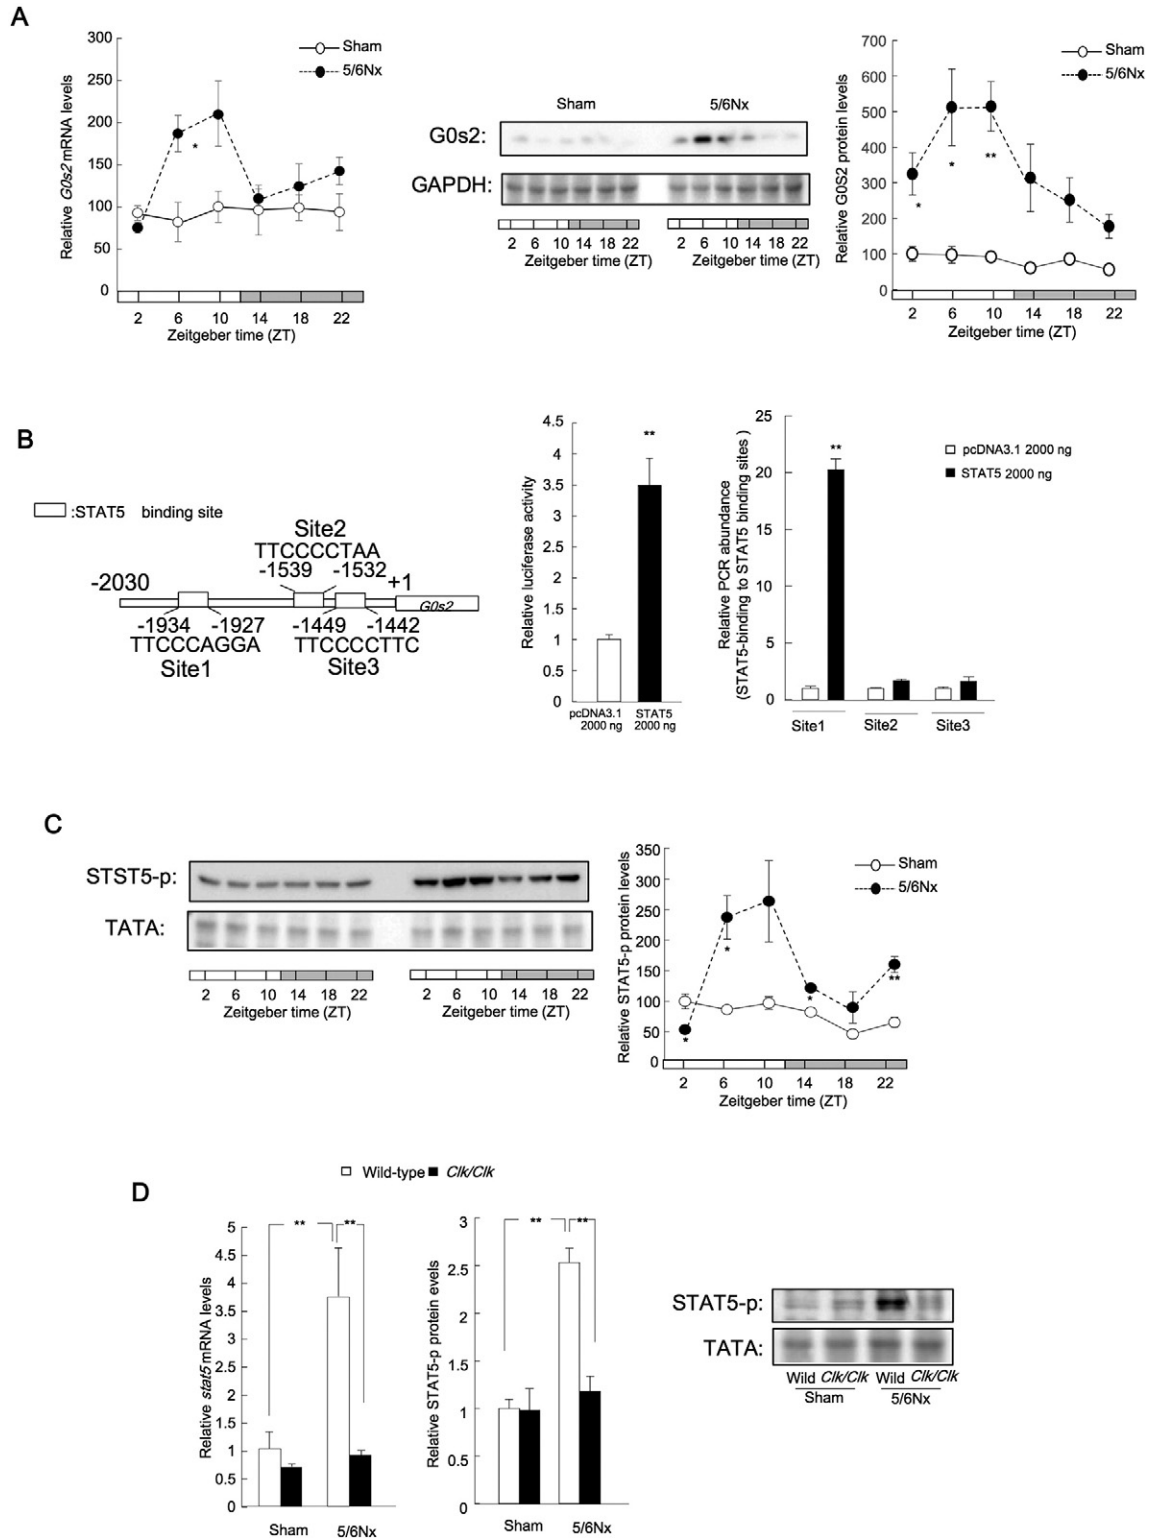 A
Relative G0s2 mRNA levels
300
250
200
150
100
50
0
Sham
5/6Nx
*
2 6 10 14 18 22
Zeitgeber time (ZT)
Sham 5/6Nx
G0s2:
GAPDH:
2 6 10 14 18 22 2 6 10 14 18 22
Zeitgeber time (ZT) Zeitgeber time (ZT)
Relative G0S2 protein levels
700
600
500
400
300
200
100
0
Sham
5/6Nx
*
*
**
2 6 10 14 18 22
Zeitgeber time (ZT)
B
:STAT5 binding site
Site2
TTCCCCTAA
-1539 -1532
-2030 +1
G0s2
-1934 -1927 -1449 -1442
TTCCCAGGA TTCCCCTTC
Site1 Site3
Relative luciferase activity
4.5
4
3.5
3
2.5
2
1.5
1
0.5
0
**
pcDNA3.1 STAT5
2000 ng 2000 ng
Relative PCR abundance
(STAT5-binding to STAT5 binding sites )
25
20
15
10
5
0
**
pcDNA3.1 2000 ng
STAT5 2000 ng
Site1 Site2 Site3
C
STST5-p:
TATA:
2 6 10 14 18 22 2 6 10 14 18 22
Zeitgeber time (ZT) Zeitgeber time (ZT)
Relative STAT5-p protein levels
350
300
250
200
150
100
50
0
Sham
5/6Nx
*
*
*
**
2 6 10 14 18 22
Zeitgeber time (ZT)
D
Wild-type Clk/Clk
Relative stat5 mRNA levels
5
4.5
4
3.5
3
2.5
2
1.5
1
0.5
0
** **
Sham 5/6Nx
Relative STAT5-p protein evels
3
2.5
2
1.5
1
0.5
0
** **
Sham 5/6Nx
STAT5-p:
TATA:
Wild Clk/Clk Wild Clk/Clk
Sham 5/6Nx